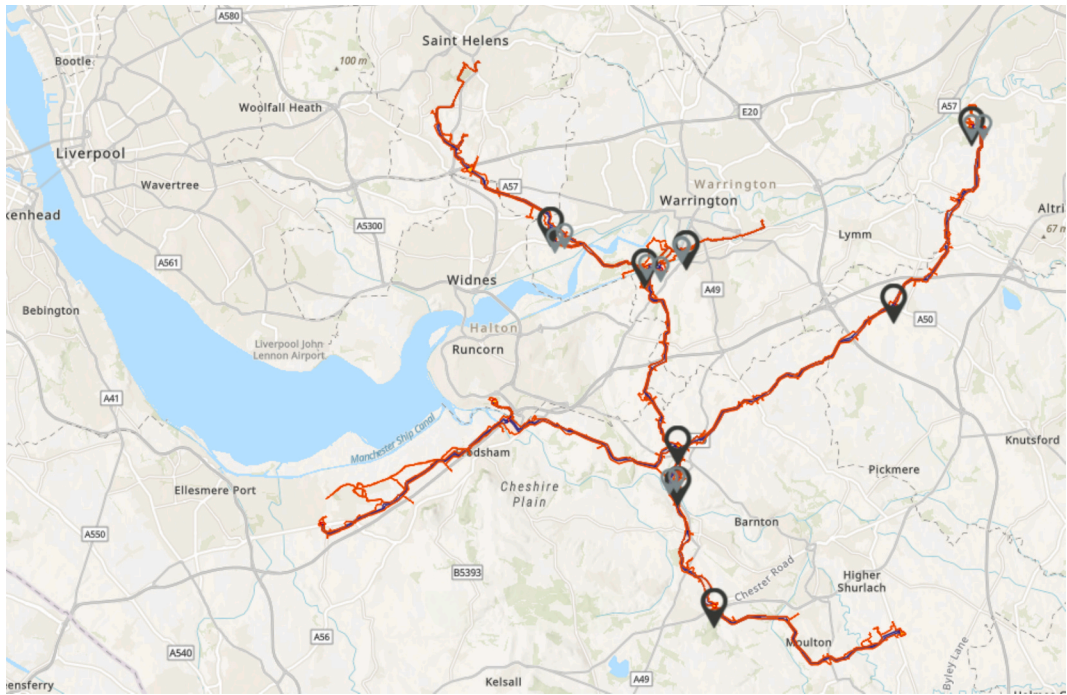 A580
Saint Helens
Bootle
100 m
Woolfall Heath
A57
E20
Liverpool
Wavertree
A57
Warrington
Warrington
kenhead
Altri
A5300
Lymm
67 m
A561
Widnes
A49
Bebington
Halton
A50
Liverpool John
Lennon Airport
Runcorn
A41
Manchester Ship Canal
Knutsford
dsham
Pickmere
Ellesmere Port
Cheshire
Plain
A550
Barnton
B5393
Chester Road
Higher
Shurlach
A56
Moulton
A540
Byley Lane
eensferry
Kelsall
A49